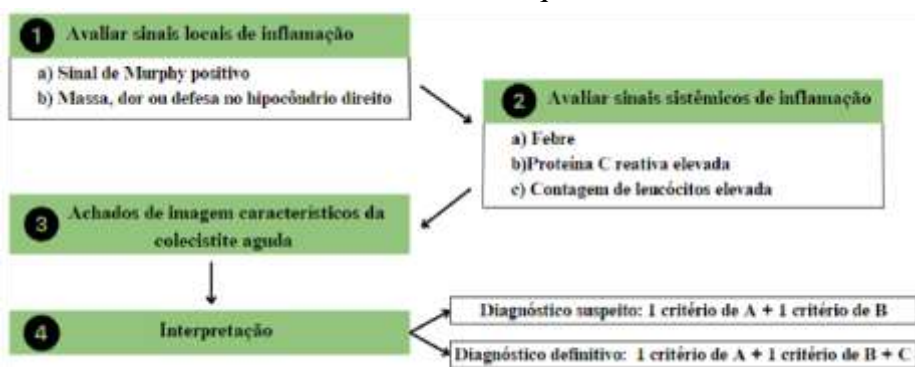 1 Avaliar sinais locais de inflamação
a) Sinal de Murphy positivo
b) Massa, dor ou defesa no hipocôndrio direito
2 Avaliar sinais sistêmicos de inflamação
a) Febre
b)Proteína C reativa elevada
c) Contagem de leucócitos elevada
3 Achados de imagem característicos da
colecistite aguda
4 Interpretação
Diagnóstico suspeito: 1 critério de A + 1 critério de B
Diagnóstico definitivo: 1 critério de A + 1 critério de B + C